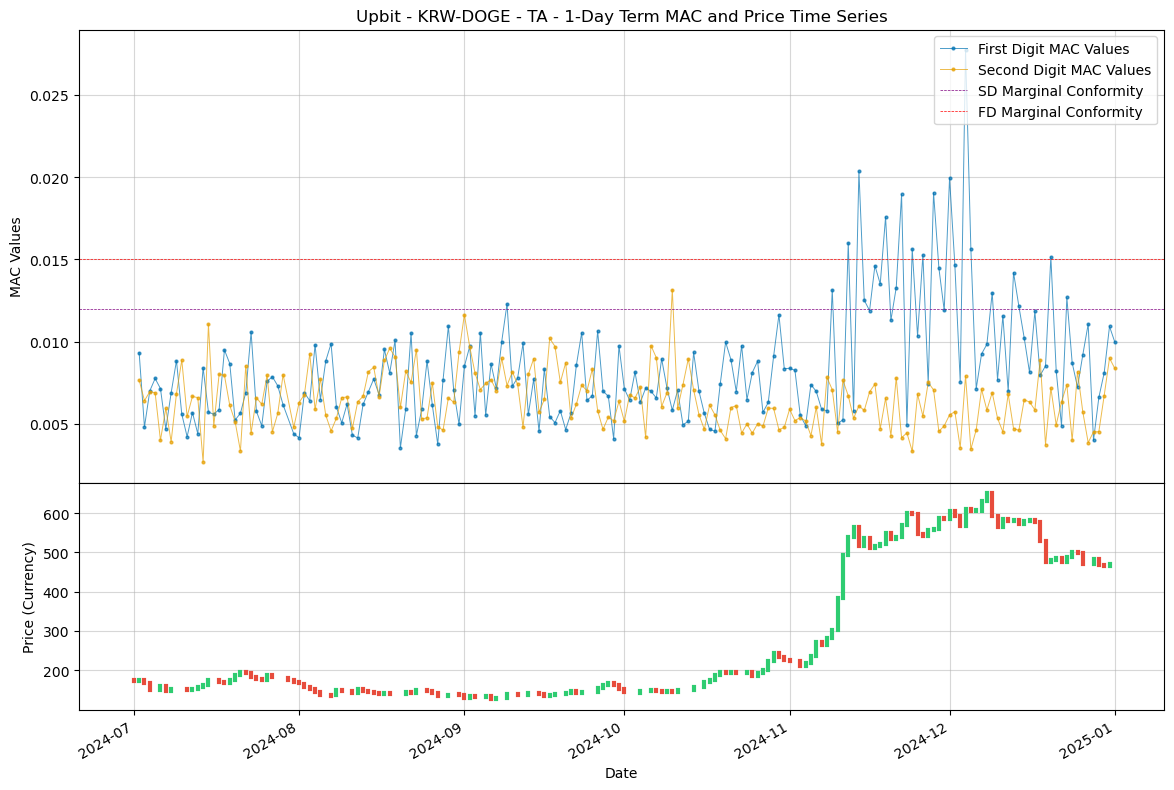 Upbit - KRW-DOGE - TA - 1-Day Term MAC and Price Time Series
First Digit MAC Values
Second Digit MAC Values
SD Marginal Conformity
FD Marginal Conformity
MAC Values
0.025
0.020
0.015
0.010
0.005
Price (Currency)
600
500
400
300
200
2024-07
2024-08
2024-09
2024-10
2024-11
2024-12
2025-01
Date